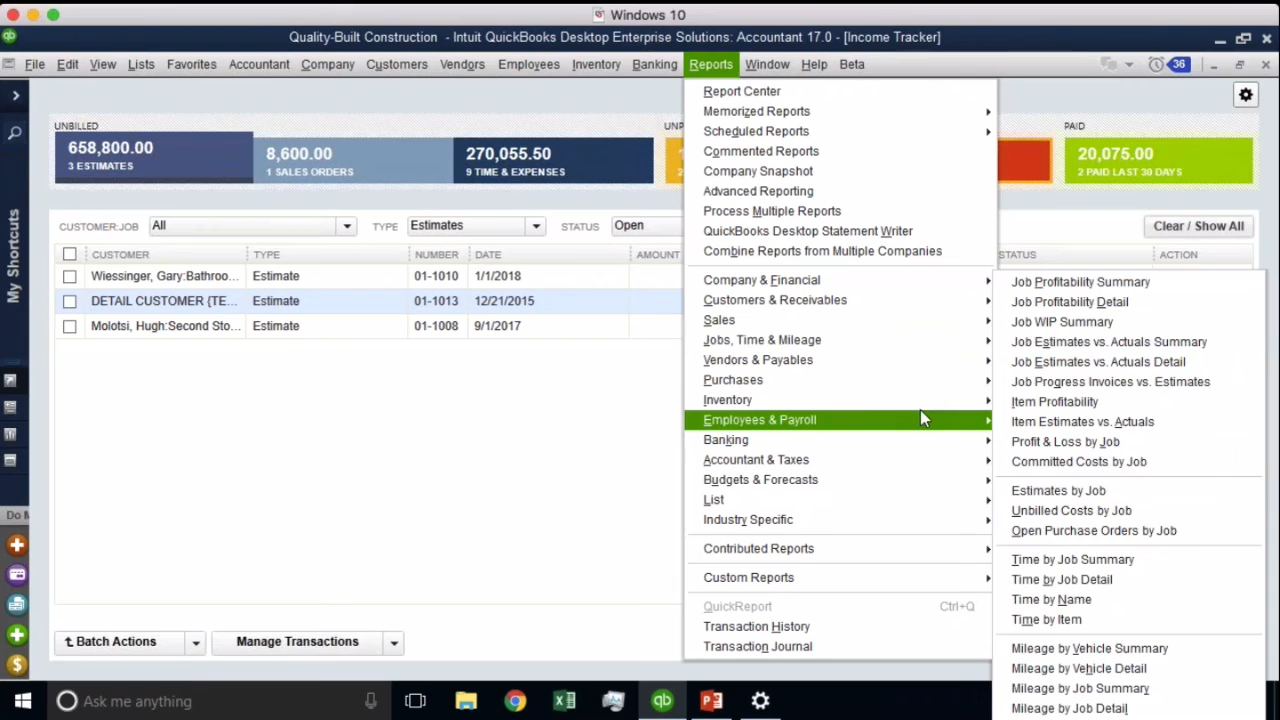 Windows 10
Quality-Built Construction - Intuit QuickBooks Desktop Enterprise Solutions: Accountant 17.0 - [Income Tracker]
File Edit View Lists Favorites Accountant Company Customers Vendors Employees Inventory Banking Reports Window Help Beta 36
My Shortcuts
Do M
UNBILLED
658,800.00
3 ESTIMATES
8,600.00
1 SALES ORDERS
270,055.50
9 TIME & EXPENSES
UNP
PAID
20,075.00
2 PAID LAST 30 DAYS
CUSTOMER:JOB All TYPE Estimates STATUS Open Clear / Show All
CUSTOMER TYPE NUMBER DATE AMOUNT STATUS ACTION
Wiessinger, Gary:Bathroo... Estimate 01-1010 1/1/2018
DETAIL CUSTOMER {TE... Estimate 01-1013 12/21/2015
Molotsi, Hugh:Second Sto... Estimate 01-1008 9/1/2017
Batch Actions Manage Transactions
Report Center
Memorized Reports
Scheduled Reports
Commented Reports
Company Snapshot
Advanced Reporting
Process Multiple Reports
QuickBooks Desktop Statement Writer
Combine Reports from Multiple Companies
Company & Financial
Customers & Receivables
Sales
Jobs, Time & Mileage
Vendors & Payables
Purchases
Inventory
Employees & Payroll
Banking
Accountant & Taxes
Budgets & Forecasts
List
Industry Specific
Contributed Reports
Custom Reports
QuickReport Ctrl+Q
Transaction History
Transaction Journal
Job Profitability Summary
Job Profitability Detail
Job WIP Summary
Job Estimates vs. Actuals Summary
Job Estimates vs. Actuals Detail
Job Progress Invoices vs. Estimates
Item Profitability
Item Estimates vs. Actuals
Profit & Loss by Job
Committed Costs by Job
Estimates by Job
Unbilled Costs by Job
Open Purchase Orders by Job
Time by Job Summary
Time by Job Detail
Time by Name
Time by Item
Mileage by Vehicle Summary
Mileage by Vehicle Detail
Mileage by Job Summary
Mileage by Job Detail
Ask me anything